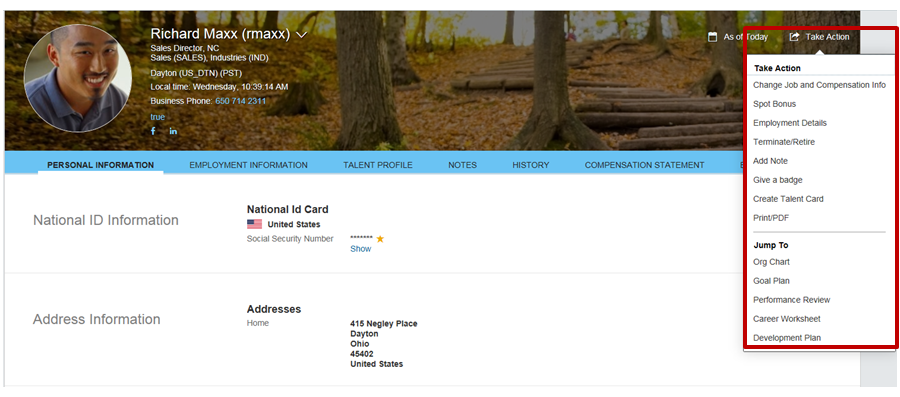 Richard Maxx (rmaxx)
Sales Director, NC
Sales (SALES), Industries (IND)
Dayton (US_DTN) (PST)
Local time: Wednesday, 10:39:14 AM
Business Phone: 650 714 2311
true
f in
As of Today
Take Action
PERSONAL INFORMATION EMPLOYMENT INFORMATION TALENT PROFILE NOTES HISTORY COMPENSATION STATEMENT
National ID Information
National Id Card
United States
Social Security Number ******* 
Show
Address Information
Addresses
Home
415 Negley Place
Dayton
Ohio
45402
United States
Take Action
Change Job and Compensation Info
Spot Bonus
Employment Details
Terminate/Retire
Add Note
Give a badge
Create Talent Card
Print/PDF
Jump To
Org Chart
Goal Plan
Performance Review
Career Worksheet
Development Plan